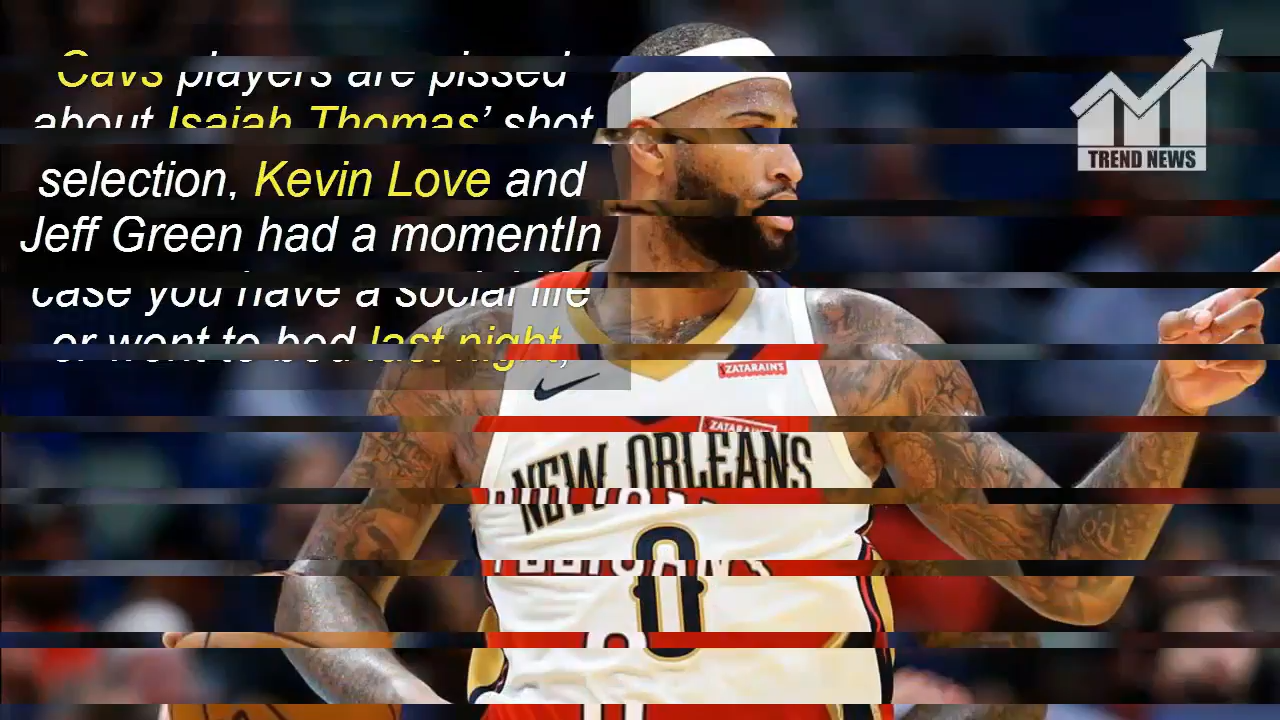 Cavs players are pissed
about Isaiah Thomas’ shot
selection, Kevin Love and
Jeff Green had a momentIn
case you have a social life
or went to bed last night,
TREND NEWS
ZATARAIN'S
ZATARAIN'S
NEW ORLEANS
0